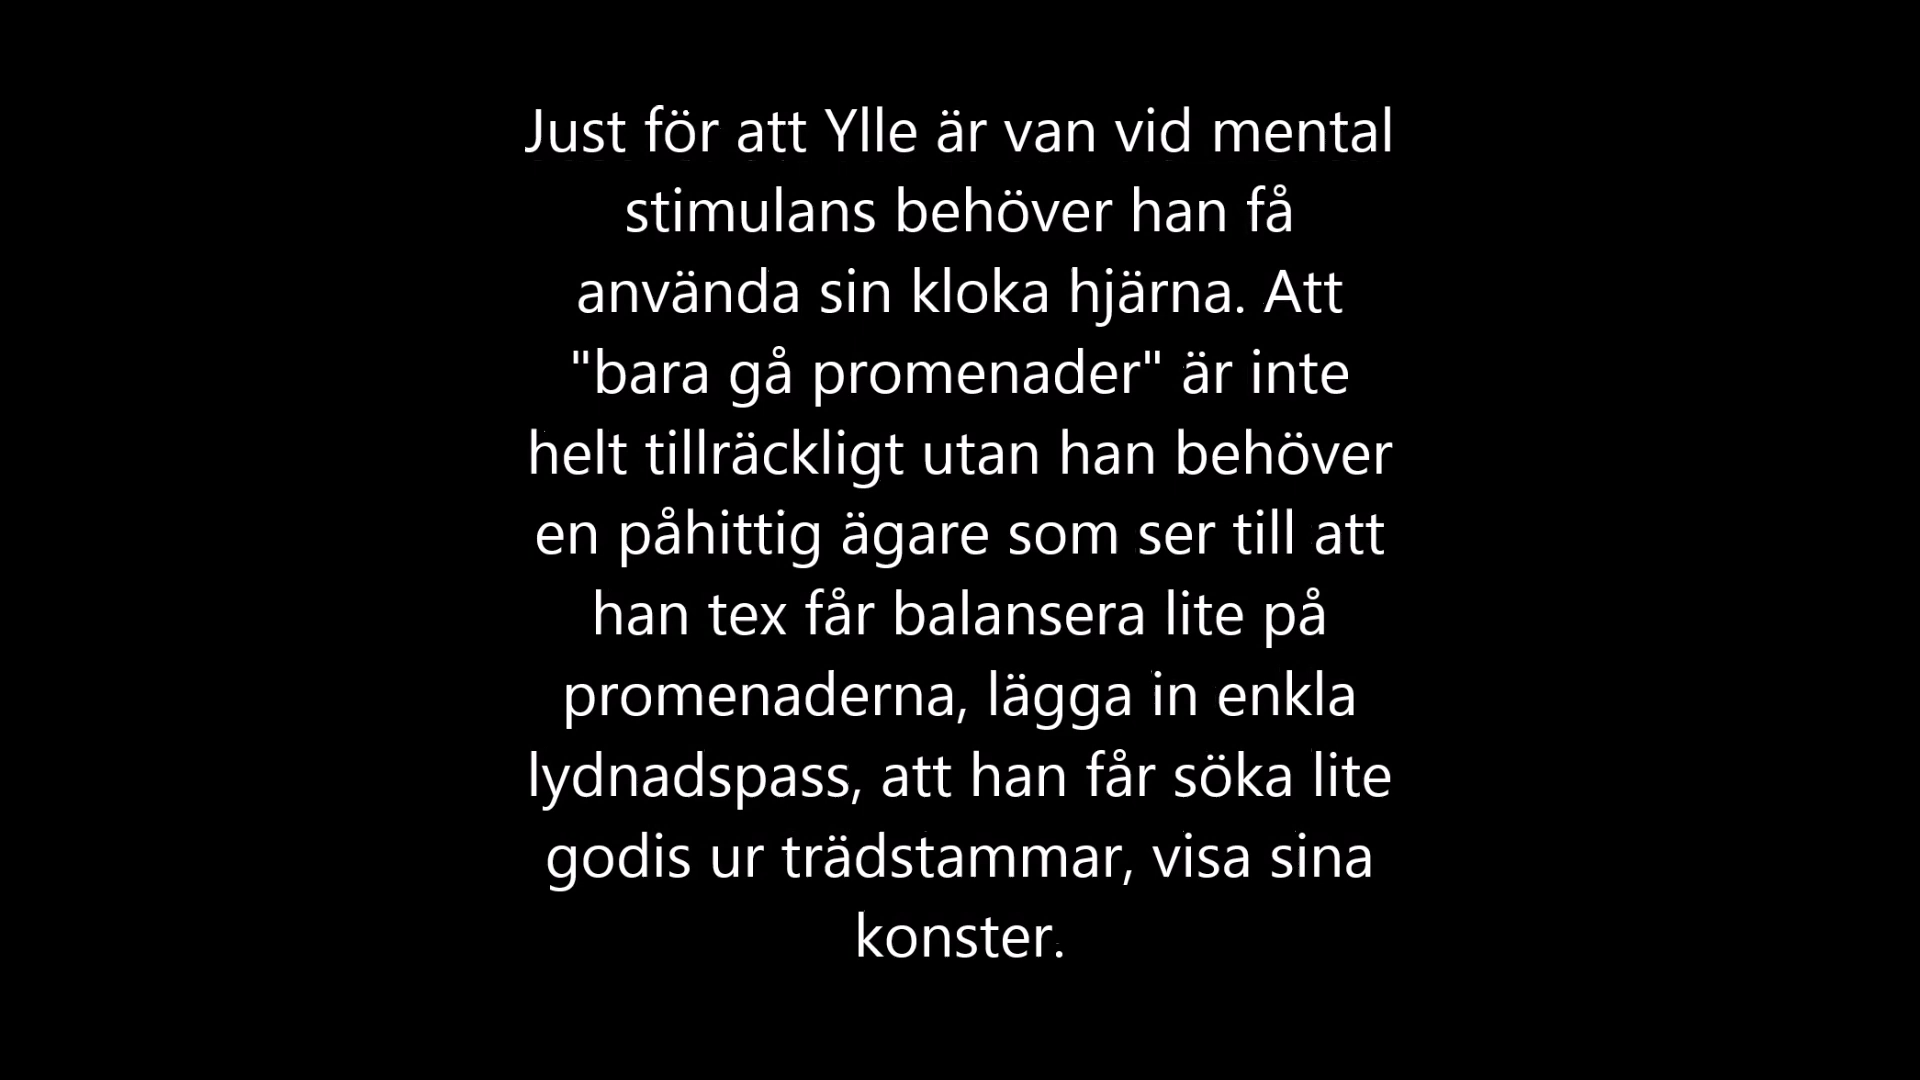 Just för att Ylle är van vid mental
stimulans behöver han få
använda sin kloka hjärna. Att
"bara gå promenader" är inte
helt tillräckligt utan han behöver
en påhittig ägare som ser till att
han tex får balansera lite på
promenaderna, lägga in enkla
lydnadspass, att han får söka lite
godis ur trädstammar, visa sina
konster.